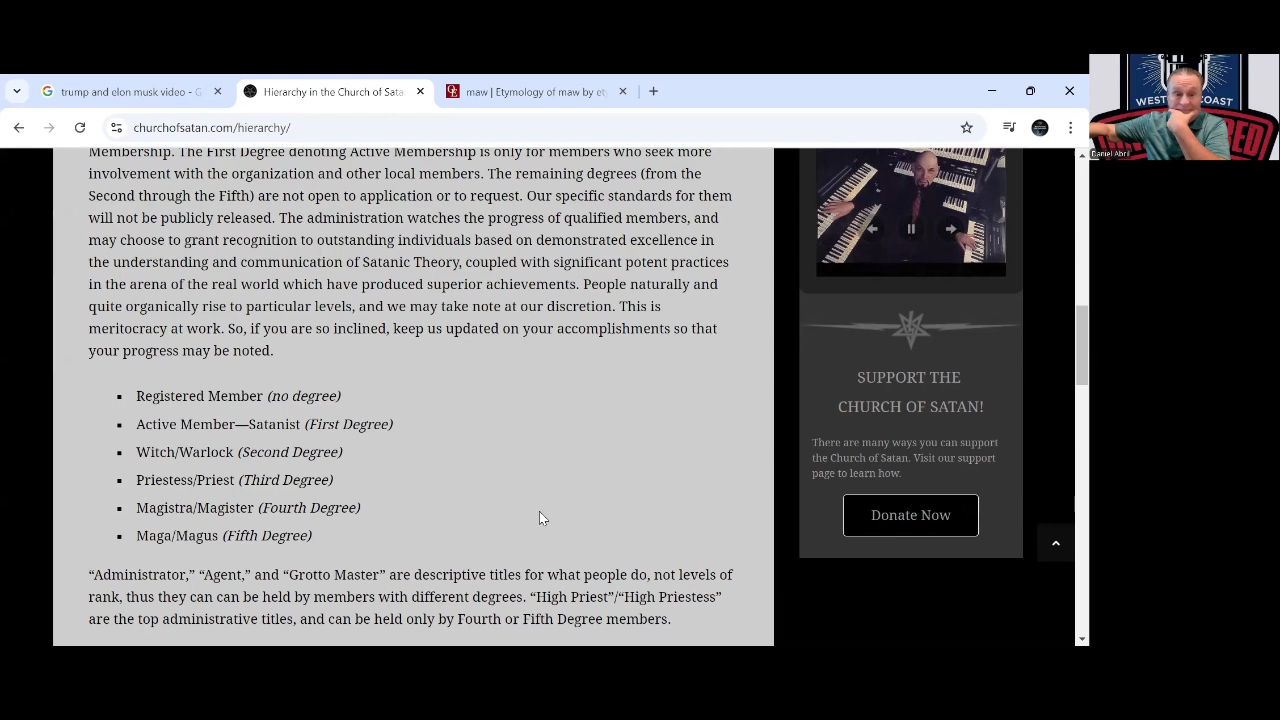 trump and elon musk video - G
Hierarchy in the Church of Sata
maw | Etymology of maw by ety
churchofsatan.com/hierarchy/
Membership. The First Degree denoting Active Membership is only for members who seek more
involvement with the organization and other local members. The remaining degrees (from the
Second through the Fifth) are not open to application or to request. Our specific standards for them
will not be publicly released. The administration watches the progress of qualified members, and
may choose to grant recognition to outstanding individuals based on demonstrated excellence in
the understanding and communication of Satanic Theory, coupled with significant potent practices
in the arena of the real world which have produced superior achievements. People naturally and
quite organically rise to particular levels, and we may take note at our discretion. This is
meritocracy at work. So, if you are so inclined, keep us updated on your accomplishments so that
your progress may be noted.
▪ Registered Member (no degree)
▪ Active Member—Satanist (First Degree)
▪ Witch/Warlock (Second Degree)
▪ Priestess/Priest (Third Degree)
▪ Magistra/Magister (Fourth Degree)
▪ Maga/Magus (Fifth Degree)
“Administrator,” “Agent,” and “Grotto Master” are descriptive titles for what people do, not levels of
rank, thus they can can be held by members with different degrees. “High Priest”/“High Priestess”
are the top administrative titles, and can be held only by Fourth or Fifth Degree members.
SUPPORT THE
CHURCH OF SATAN!
There are many ways you can support
the Church of Satan. Visit our support
page to learn how.
Donate Now
WEST COAST
Daniel Abril